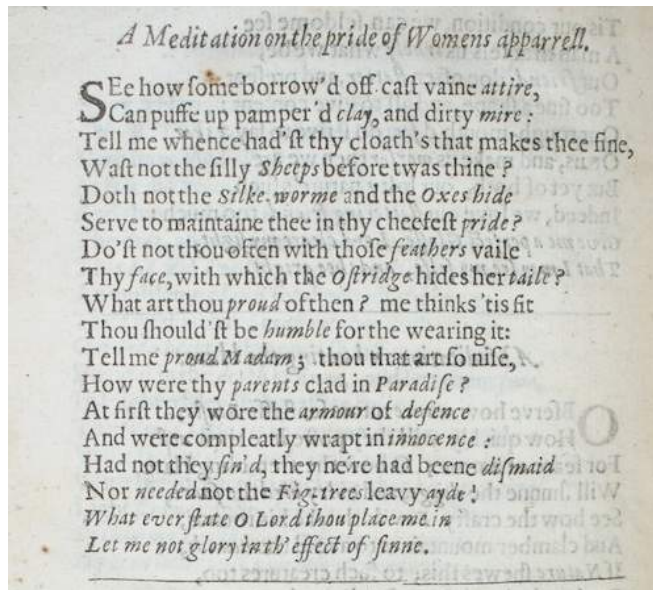 A Meditation on the pride of Womens apparrell.
SEe how ſome borrow'd off caſt vaine attire,
Can puffe up pamper'd clay, and dirty mire:
Tell me whence had'ſt thy cloath's that makes thee fine,
Waſt not the ſilly Sheeps before twas thine?
Doth not the Silke-worme and the Oxes hide
Serve to maintaine thee in thy cheefeſt pride?
Do'ſt not thou often with thoſe feathers vaile
Thy face, with which the Oſtridge hides her taile?
What art thou proud of then? me thinks 'tis fit
Thou ſhould'ſt be humble for the wearing it:
Tell me proud Madam; thou that art ſo niſe,
How were thy parents clad in Paradiſe?
At firſt they wore the armour of defence
And were compleatly wrapt in innocence:
Had not they ſin'd, they ne're had beene diſmaid
Nor needed not the Fig-trees leavy ayde!
What ever ſtate O Lord thou place me in
Let me not glory in th' effect of ſinne.